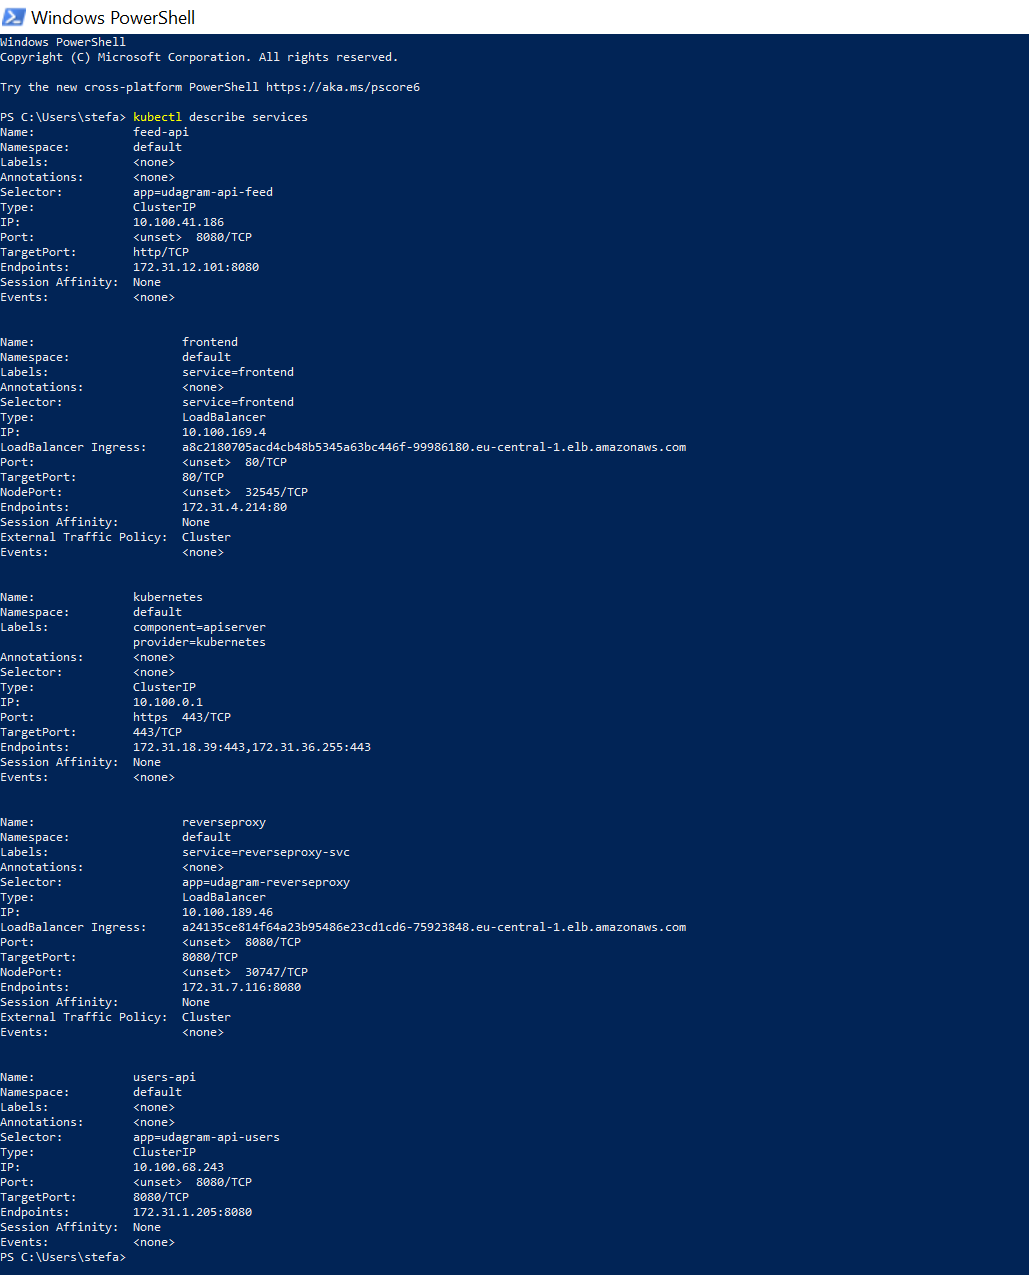 Windows PowerShell
Windows PowerShell
Copyright (C) Microsoft Corporation. All rights reserved.
Try the new cross-platform PowerShell https://aka.ms/pscore6
PS C:\Users\stefa> kubectl describe services
Name:              feed-api
Namespace:         default
Labels:            <none>
Annotations:       <none>
Selector:          app=udagram-api-feed
Type:              ClusterIP
IP:                10.100.41.186
Port:              <unset>  8080/TCP
TargetPort:        http/TCP
Endpoints:         172.31.12.101:8080
Session Affinity:  None
Events:            <none>
Name:                     frontend
Namespace:                default
Labels:                   service=frontend
Annotations:              <none>
Selector:                 service=frontend
Type:                     LoadBalancer
IP:                       10.100.169.4
LoadBalancer Ingress:     a8c2180705acd4cb48b5345a63bc446f-99986180.eu-central-1.elb.amazonaws.com
Port:                     <unset>  80/TCP
TargetPort:               80/TCP
NodePort:                 <unset>  32545/TCP
Endpoints:                172.31.4.214:80
Session Affinity:         None
External Traffic Policy:  Cluster
Events:                   <none>
Name:              kubernetes
Namespace:         default
Labels:            component=apiserver
                   provider=kubernetes
Annotations:       <none>
Selector:          <none>
Type:              ClusterIP
IP:                10.100.0.1
Port:              https  443/TCP
TargetPort:        443/TCP
Endpoints:         172.31.18.39:443,172.31.36.255:443
Session Affinity:  None
Events:            <none>
Name:                     reverseproxy
Namespace:                default
Labels:                   service=reverseproxy-svc
Annotations:              <none>
Selector:                 app=udagram-reverseproxy
Type:                     LoadBalancer
IP:                       10.100.189.46
LoadBalancer Ingress:     a24135ce814f64a23b95486e23cd1cd6-75923848.eu-central-1.elb.amazonaws.com
Port:                     <unset>  8080/TCP
TargetPort:               8080/TCP
NodePort:                 <unset>  30747/TCP
Endpoints:                172.31.7.116:8080
Session Affinity:         None
External Traffic Policy:  Cluster
Events:                   <none>
Name:              users-api
Namespace:         default
Labels:            <none>
Annotations:       <none>
Selector:          app=udagram-api-users
Type:              ClusterIP
IP:                10.100.68.243
Port:              <unset>  8080/TCP
TargetPort:        8080/TCP
Endpoints:         172.31.1.205:8080
Session Affinity:  None
Events:            <none>
PS C:\Users\stefa>